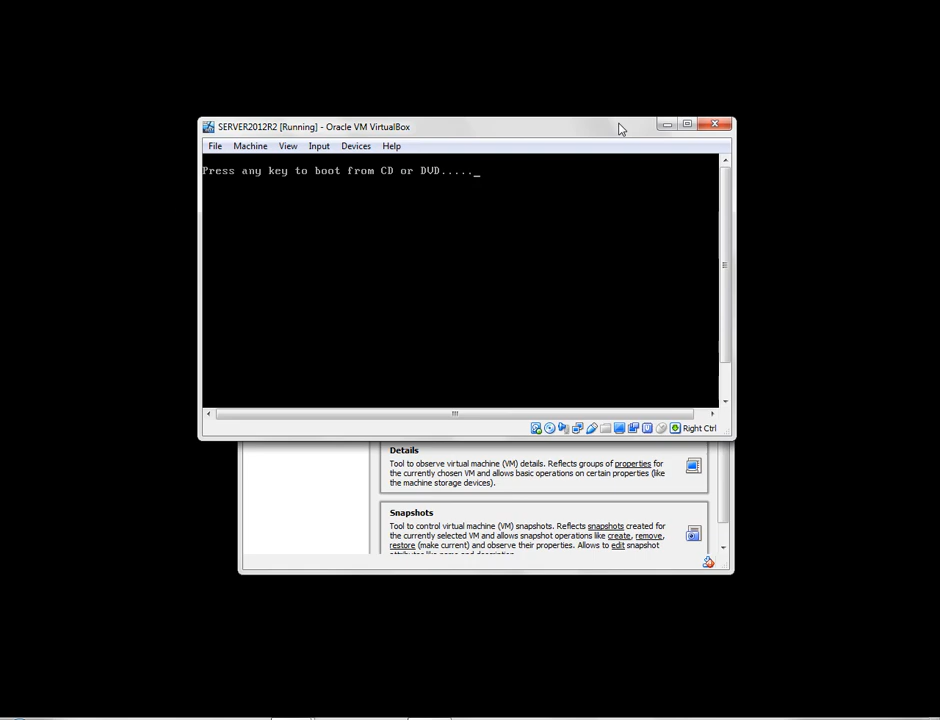 SERVER2012R2 [Running] - Oracle VM VirtualBox
File Machine View Input Devices Help
Press any key to boot from CD or DVD....._
Right Ctrl
Details
Tool to observe virtual machine (VM) details. Reflects groups of properties for
the currently chosen VM and allows basic operations on certain properties (like
the machine storage devices).
Snapshots
Tool to control virtual machine (VM) snapshots. Reflects snapshots created for
the currently selected VM and allows snapshot operations like create, remove,
restore (make current) and observe their properties. Allows to edit snapshot